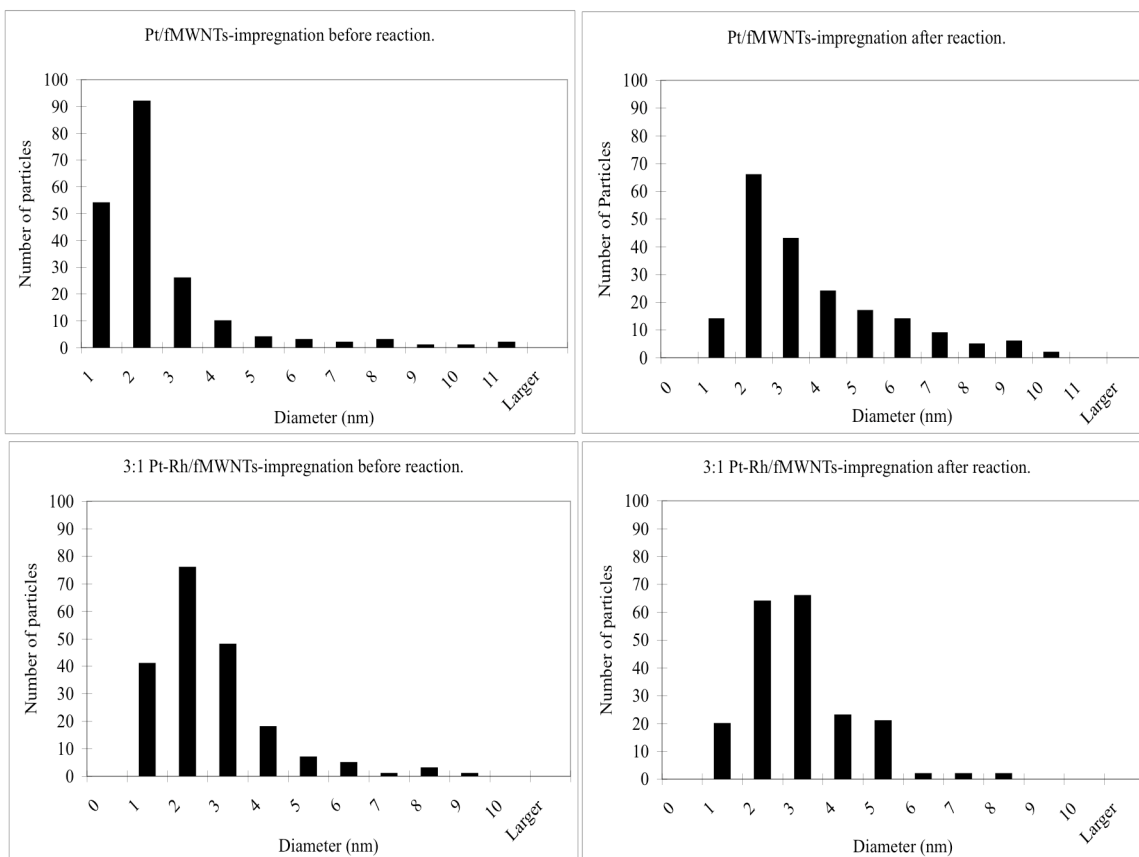 Pt/fMWNTs-impregnation before reaction.
100
90
80
70
60
50
40
30
20
10
0
Number of particles
1 2 3 4 5 6 7 8 9 10 11 Larger
Diameter (nm)
Pt/fMWNTs-impregnation after reaction.
100
90
80
70
60
50
40
30
20
10
0
Number of Particles
0 1 2 3 4 5 6 7 8 9 10 11 Larger
Diameter (nm)
3:1 Pt-Rh/fMWNTs-impregnation before reaction.
100
90
80
70
60
50
40
30
20
10
0
Number of particles
0 1 2 3 4 5 6 7 8 9 10 Larger
Diameter (nm)
3:1 Pt-Rh/fMWNTs-impregnation after reaction.
100
90
80
70
60
50
40
30
20
10
0
Number of particles
0 1 2 3 4 5 6 7 8 9 10 Larger
Diameter (nm)